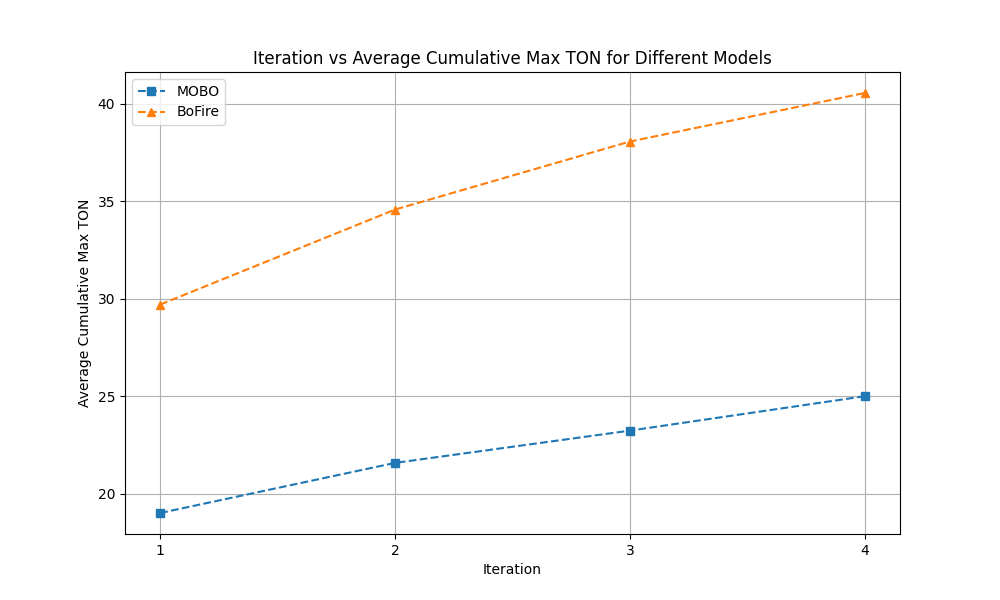 Iteration vs Average Cumulative Max TON for Different Models
MOBO
BoFire
Average Cumulative Max TON
40
35
30
25
20
1 2 3 4
Iteration